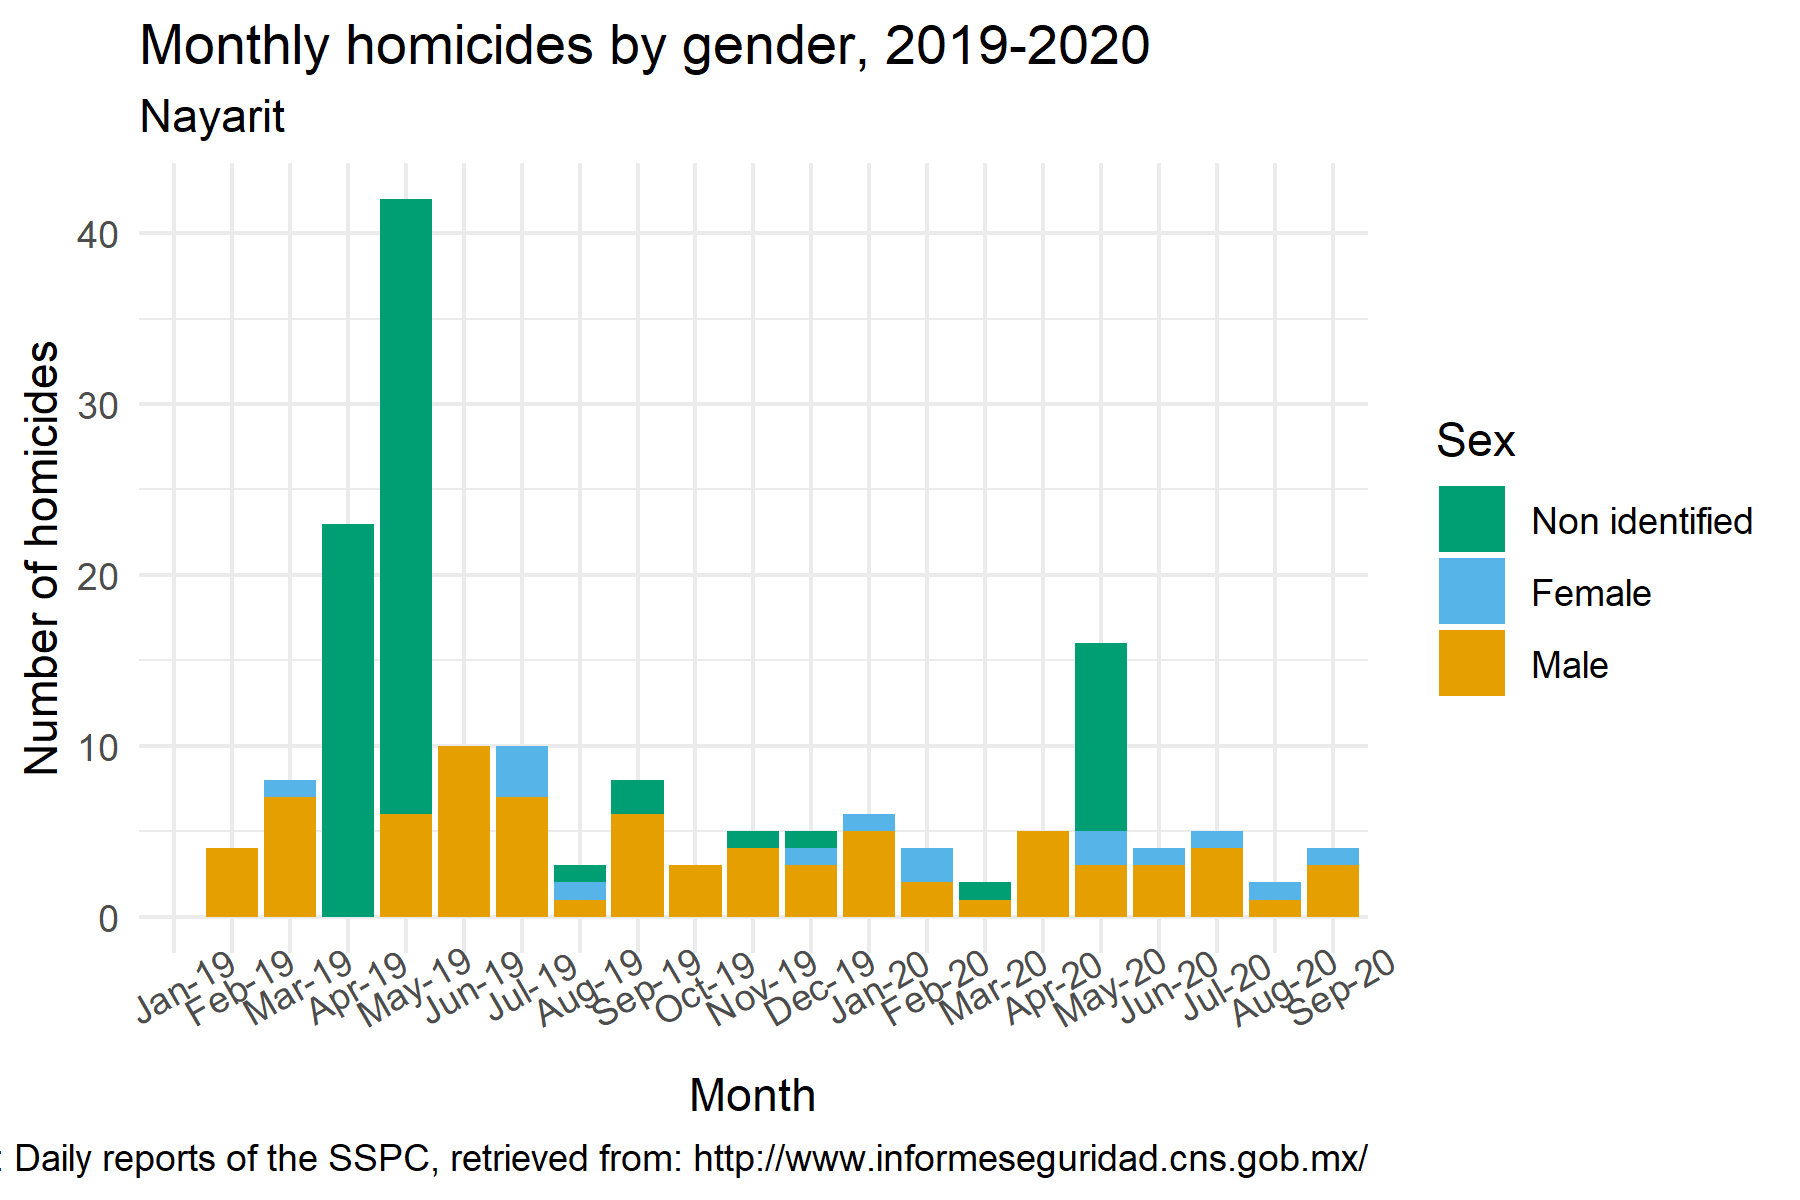 Monthly homicides by gender, 2019-2020
Nayarit
Number of homicides
40
30
20
10
0
Jan-19
Feb-19
Mar-19
Apr-19
May-19
Jun-19
Jul-19
Aug-19
Sep-19
Oct-19
Nov-19
Dec-19
Jan-20
Feb-20
Mar-20
Apr-20
May-20
Jun-20
Jul-20
Aug-20
Sep-20
Month
Sex
Non identified
Female
Male
: Daily reports of the SSPC, retrieved from: http://www.informeseguridad.cns.gob.mx/